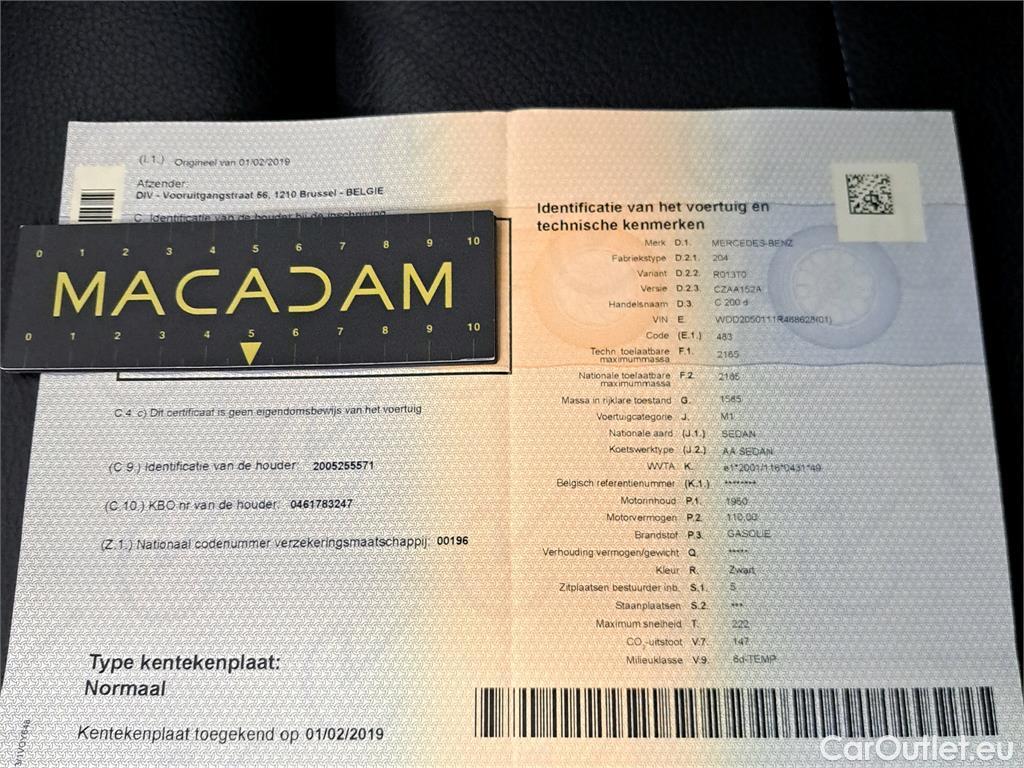 (I.1.) Origineel van 01/02/2019
Afzender:
DIV - Vooruitgangstraat 56, 1210 Brussel - BELGIE
C. Identificatie van de houder bij de inschrijving
0 1 2 3 4 5 6 7 8 9 10
MACADAM
0 1 2 3 4 5 6 7 8 9 10
C.4. c) Dit certificaat is geen eigendomsbewijs van het voertuig
(C.9.) Identificatie van de houder: 2005255571
(C.10.) KBO nr van de houder: 0461783247
(Z.1.) Nationaal codenummer verzekeringsmaatschappij: 00196
Type kentekenplaat:
Normaal
Kentekenplaat toegekend op 01/02/2019
Identificatie van het voertuig en
technische kenmerken
Merk D.1. MERCEDES-BENZ
Fabriekstype D.2.1. 204
Variant D.2.2. R013T0
Versie D.2.3. CZAA152A
Handelsnaam D.3. C 200 d
VIN E. WDD2050111R468628(01)
Code (E.1.) 483
Techn. toelaatbare maximummassa F.1. 2165
Nationale toelaatbare maximummassa F.2. 2165
Massa in rijklare toestand G. 1565
Voertuigcategorie J. M1
Nationale aard (J.1.) SEDAN
Koetswerktype (J.2.) AA SEDAN
WVTA K. e1*2001/116*0431*49
Belgisch referentienummer (K.1.) ********
Motorinhoud P.1. 1950
Motorvermogen P.2. 110.00
Brandstof P.3. GASOLIE
Verhouding vermogen/gewicht Q. *****
Kleur R. Zwart
Zitplaatsen bestuurder inb. S.1. 5
Staanplaatsen S.2. ***
Maximum snelheid T. 222
CO2-uitstoot V.7. 147
Milieuklasse V.9. 6d-TEMP
CarOutlet.eu